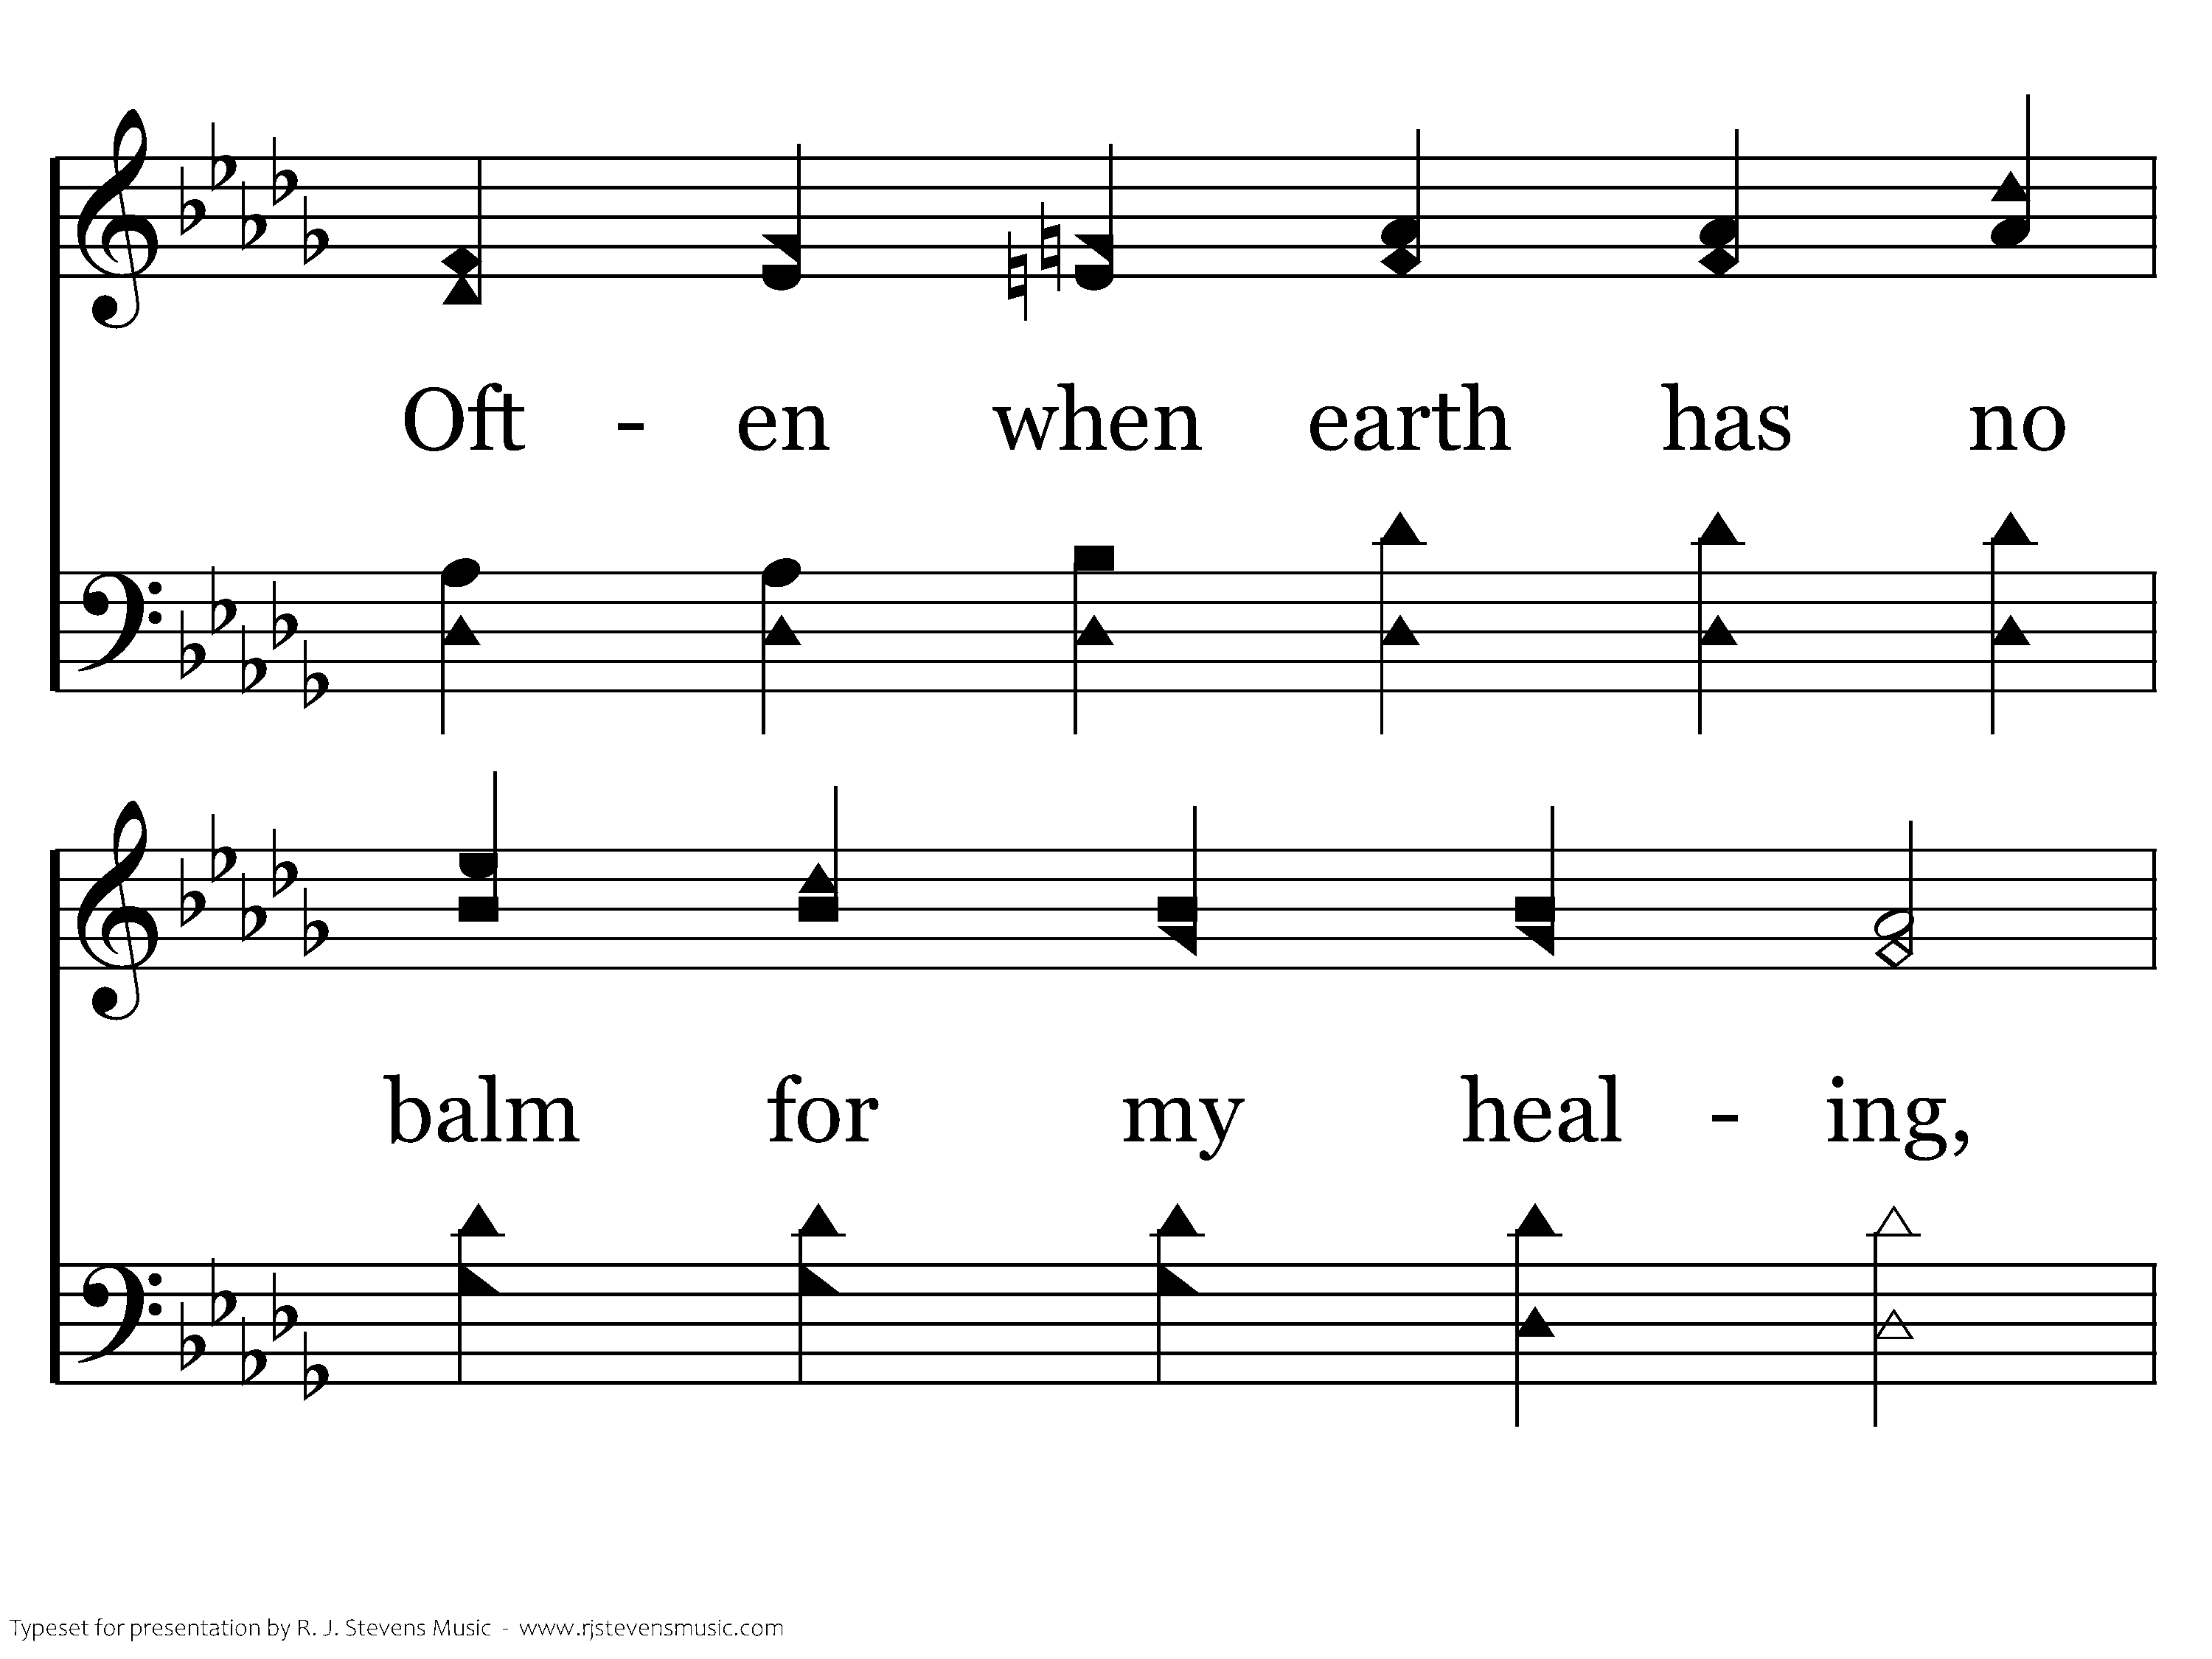 Oft - en when earth has no
balm for my heal - ing,
Typeset for presentation by R. J. Stevens Music - www.rjstevensmusic.com